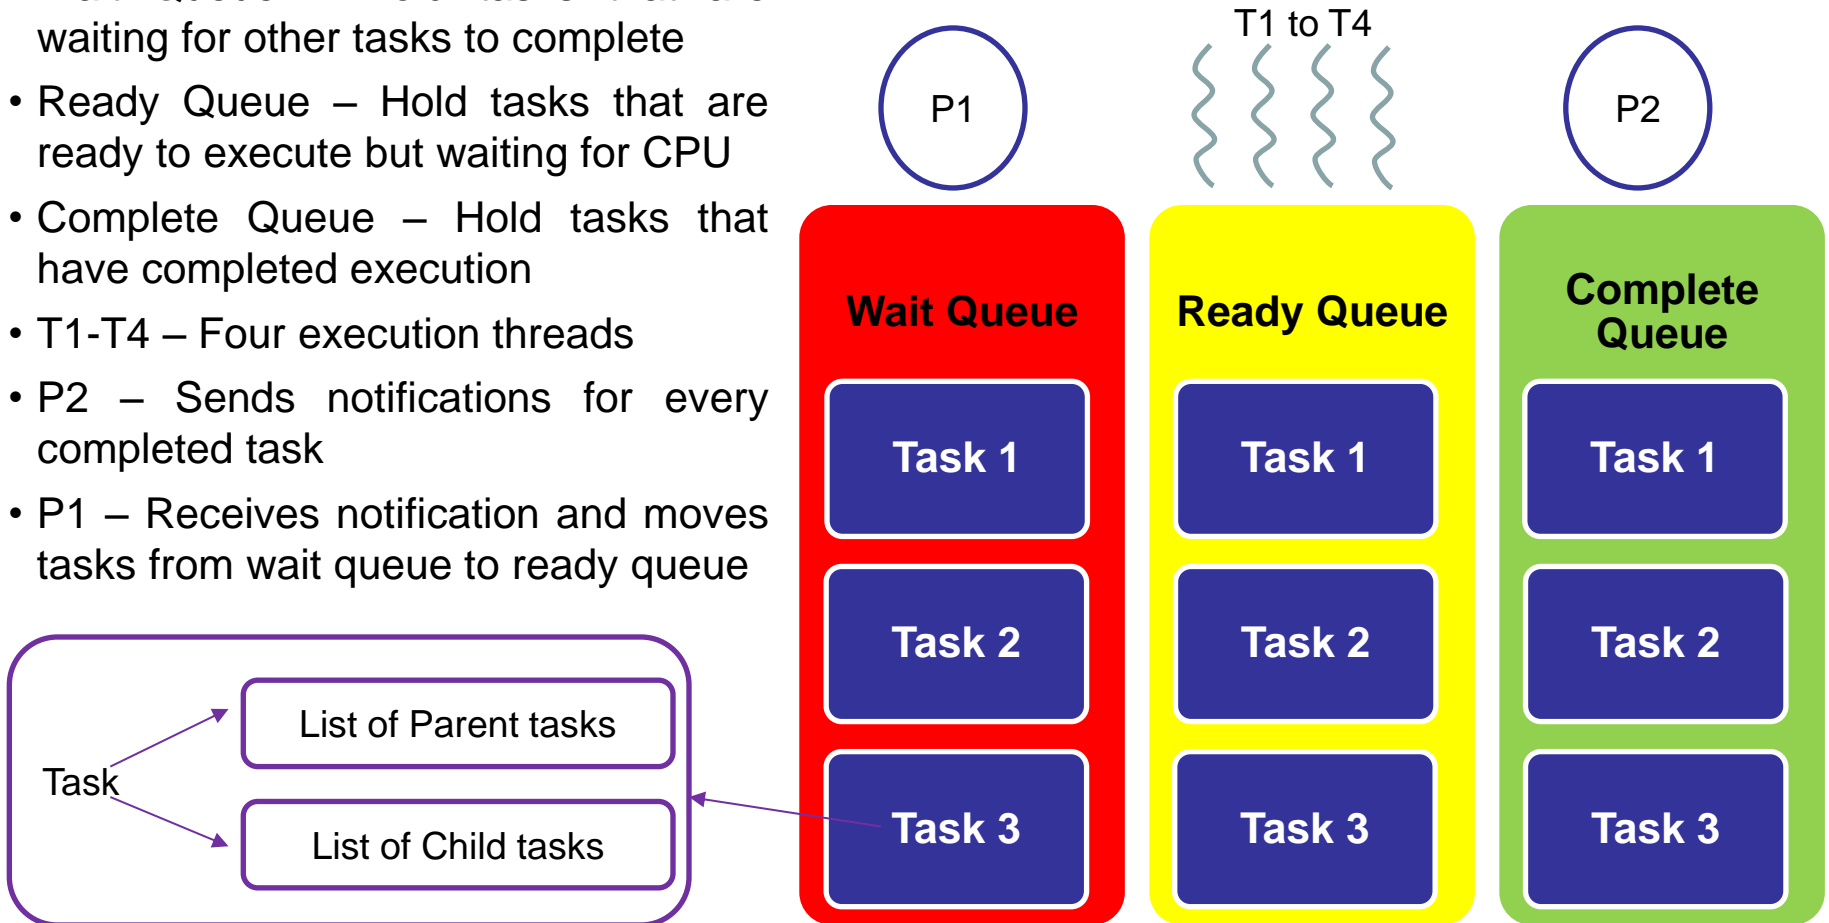 waiting for other tasks to complete
• Ready Queue – Hold tasks that are
ready to execute but waiting for CPU
• Complete Queue – Hold tasks that
have completed execution
• T1-T4 – Four execution threads
• P2 – Sends notifications for every
completed task
• P1 – Receives notification and moves
tasks from wait queue to ready queue
Task
List of Parent tasks
List of Child tasks
P1
T1 to T4
P2
Wait Queue
Task 1
Task 2
Task 3
Ready Queue
Task 1
Task 2
Task 3
Complete
Queue
Task 1
Task 2
Task 3